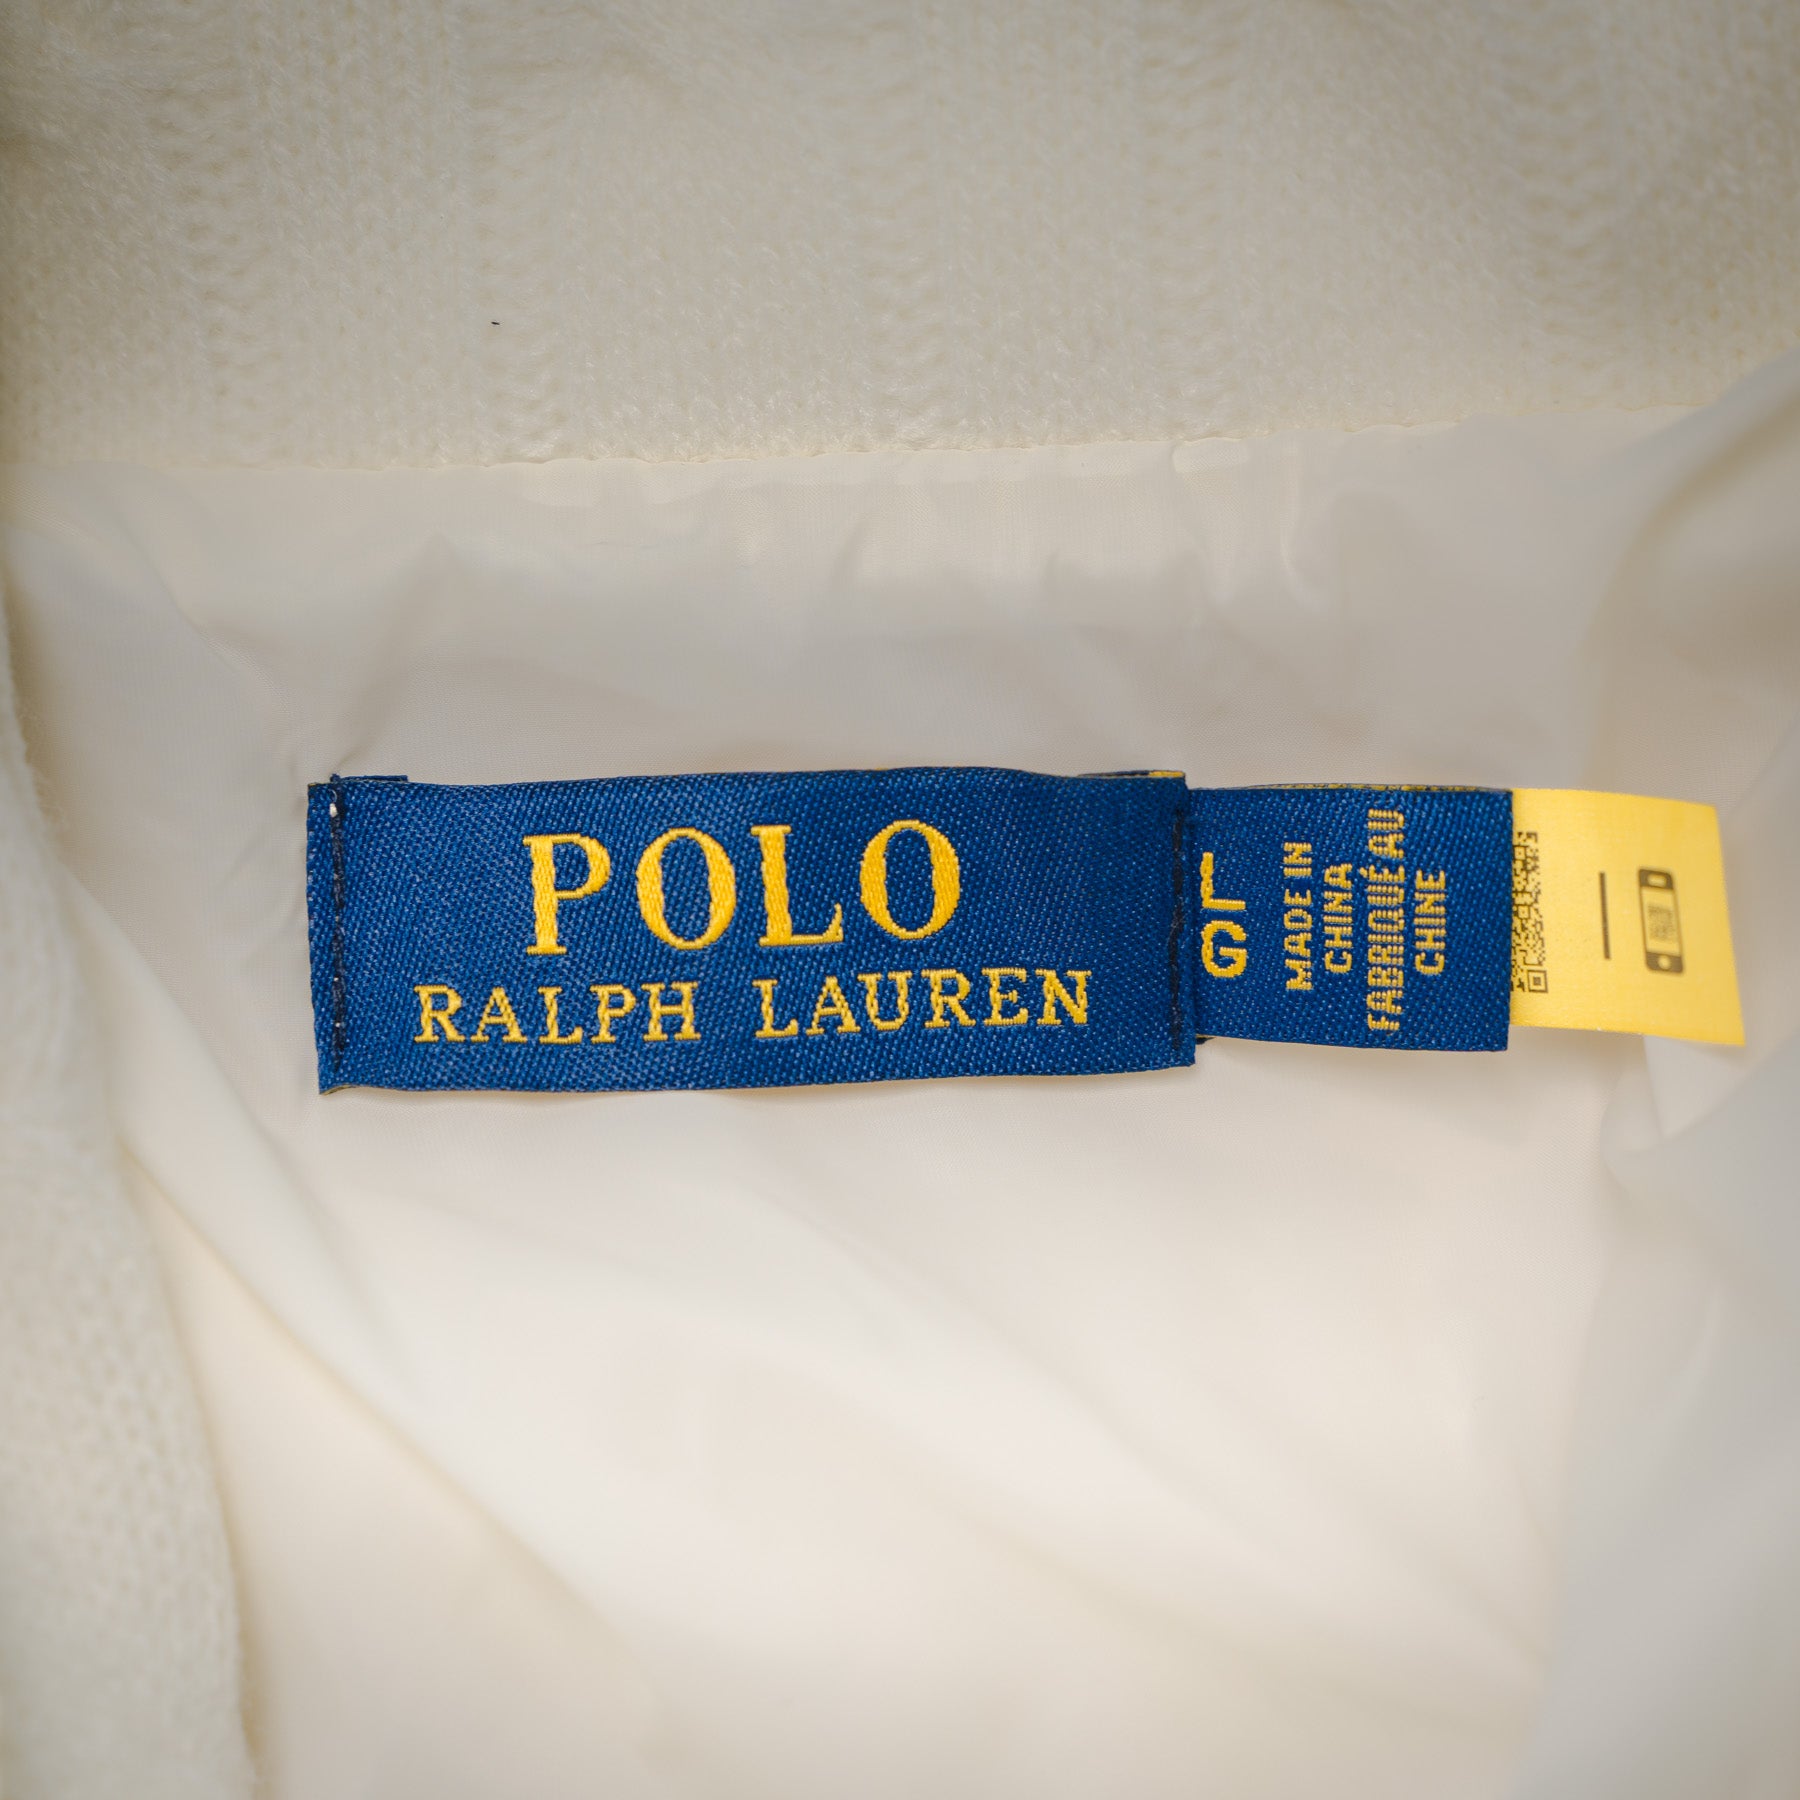 POLO
RALPH LAUREN
L
G
MADE IN
CHINA
FABRIQUÉ AU
CHINE